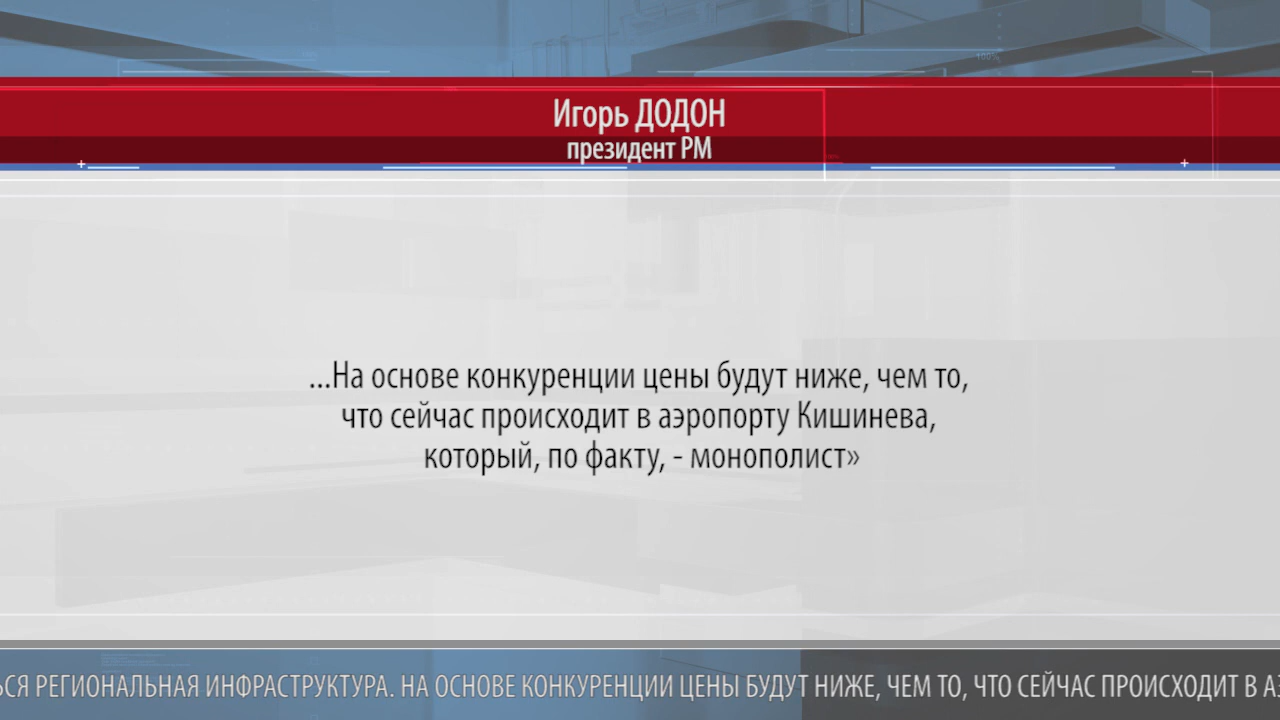 Игорь ДОДОН
президент РМ
...На основе конкуренции цены будут ниже, чем то,
что сейчас происходит в аэропорту Кишинева,
который, по факту, - монополист»
РЕГИОНАЛЬНАЯ ИНФРАСТРУКТУРА. НА ОСНОВЕ КОНКУРЕНЦИИ ЦЕНЫ БУДУТ НИЖЕ, ЧЕМ ТО, ЧТО СЕЙЧАС ПРОИСХОДИТ В